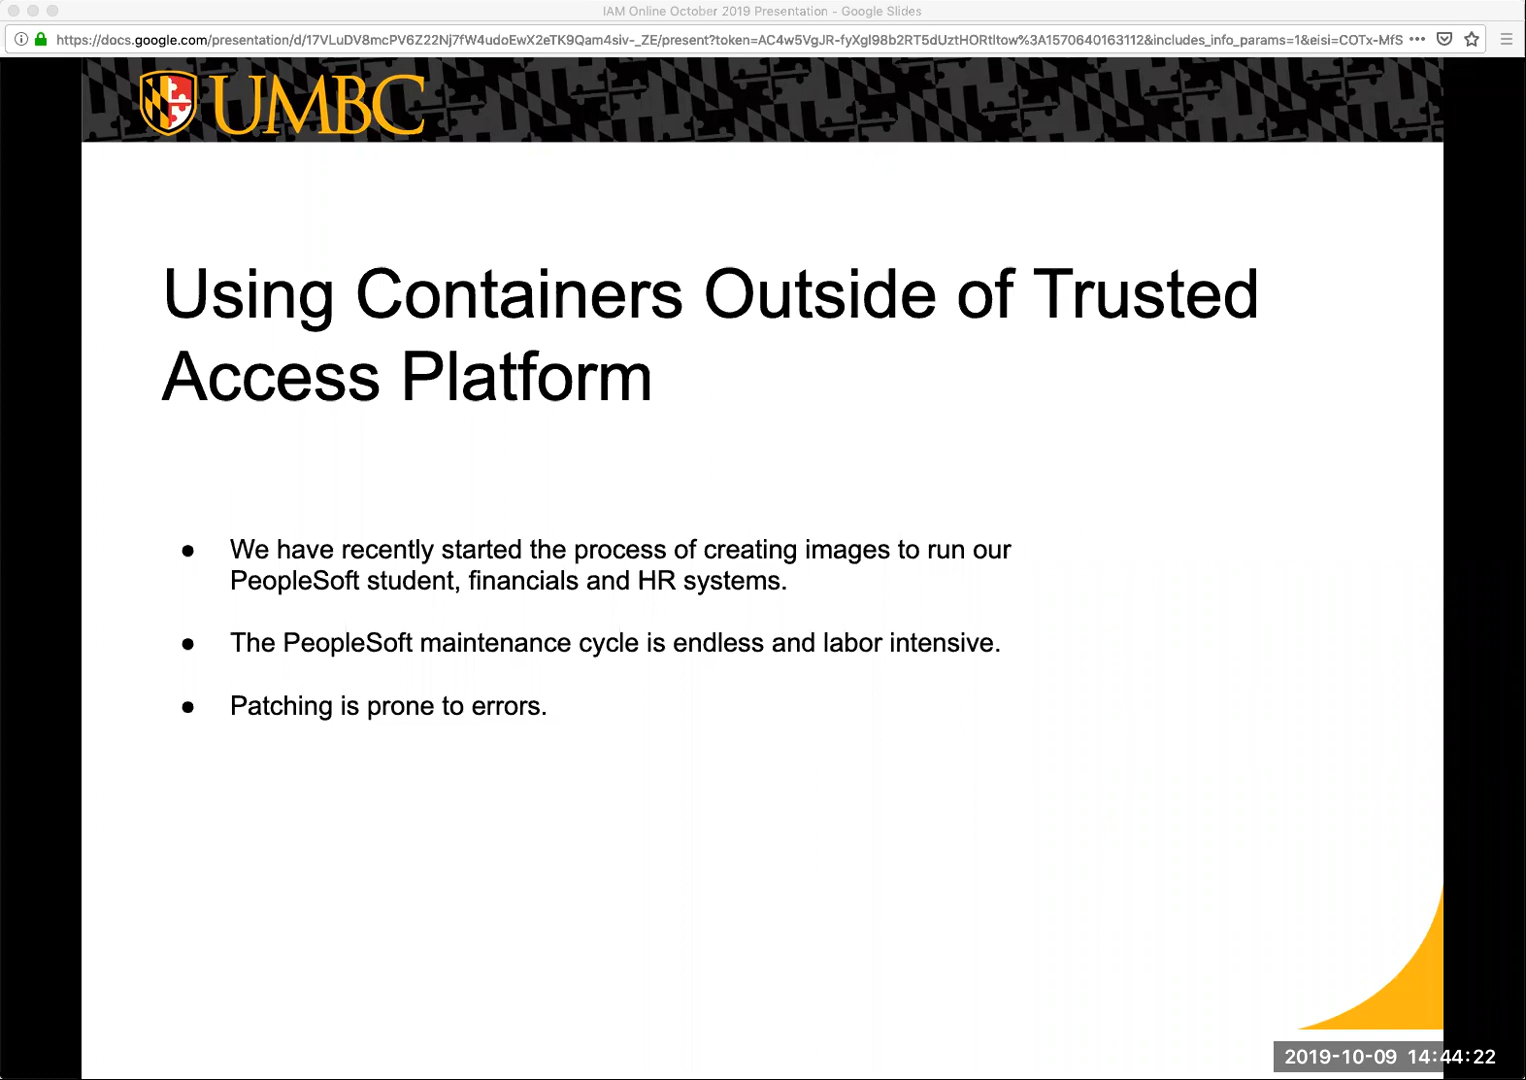 IAM Online October 2019 Presentation - Google Slides
https://docs.google.com/presentation/d/17VLuDV8mcPV6Z22Nj7fW4udoEwX2eTK9Qam4siv-_ZE/present?token=AC4w5VgJR-fyXgl98b2RT5dUztHORtltow%3A1570640163112&includes_info_params=1&eisi=COTx-MfS
UMBC
Using Containers Outside of Trusted
Access Platform
● We have recently started the process of creating images to run our
PeopleSoft student, financials and HR systems.
● The PeopleSoft maintenance cycle is endless and labor intensive.
● Patching is prone to errors.
2019-10-09 14:44:22